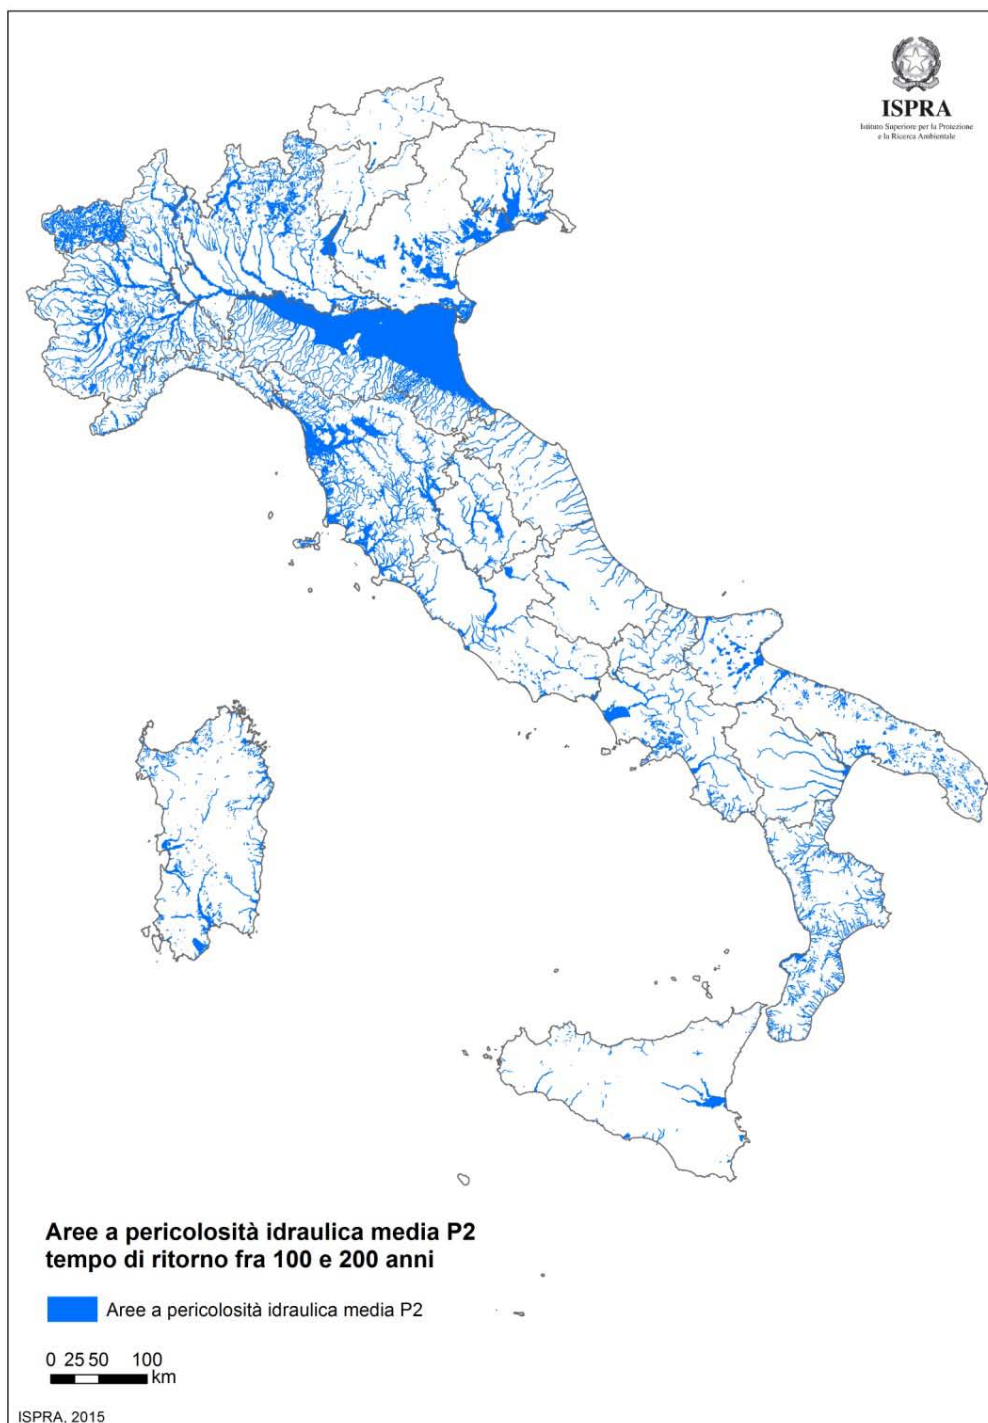 ISPRA
Istituto Superiore per la Protezione
e la Ricerca Ambientale
Aree a pericolosità idraulica media P2
tempo di ritorno fra 100 e 200 anni
Aree a pericolosità idraulica media P2
0 25 50 100
km
ISPRA, 2015